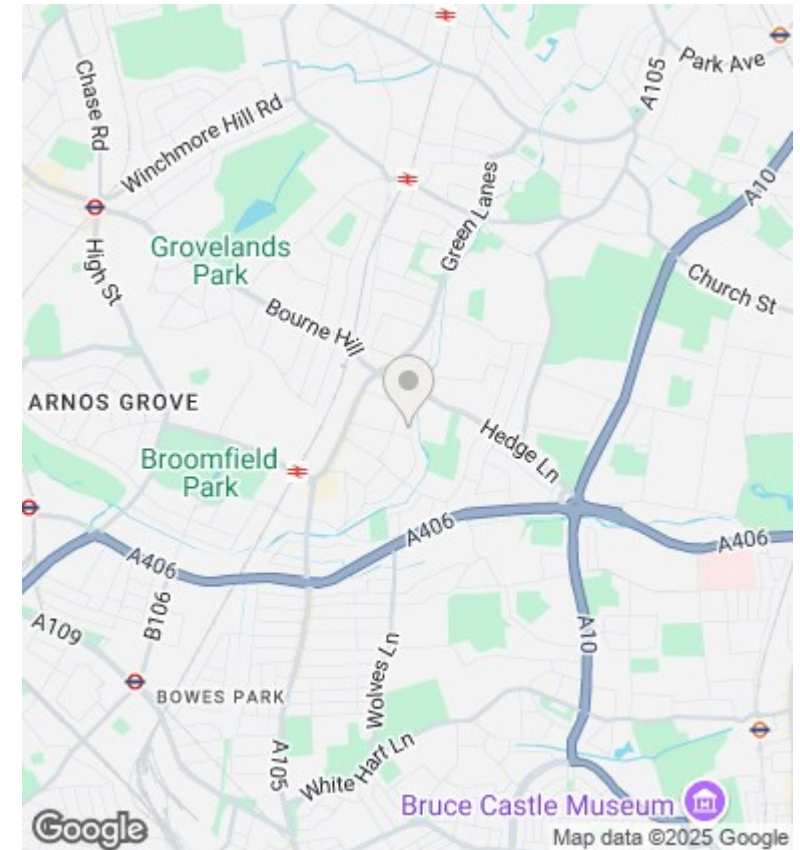 Park Ave
A105
Chase Rd
Winchmore Hill Rd
A10
Green Lanes
Grovelands
Park
High St
Church St
Bourne Hill
ARNOS GROVE
Hedge Ln
Broomfield
Park
A406
A406
A406
B106
A109
A10
Wolves Ln
BOWES PARK
A105
White Hart Ln
Bruce Castle Museum
Google
Map data ©2025 Google